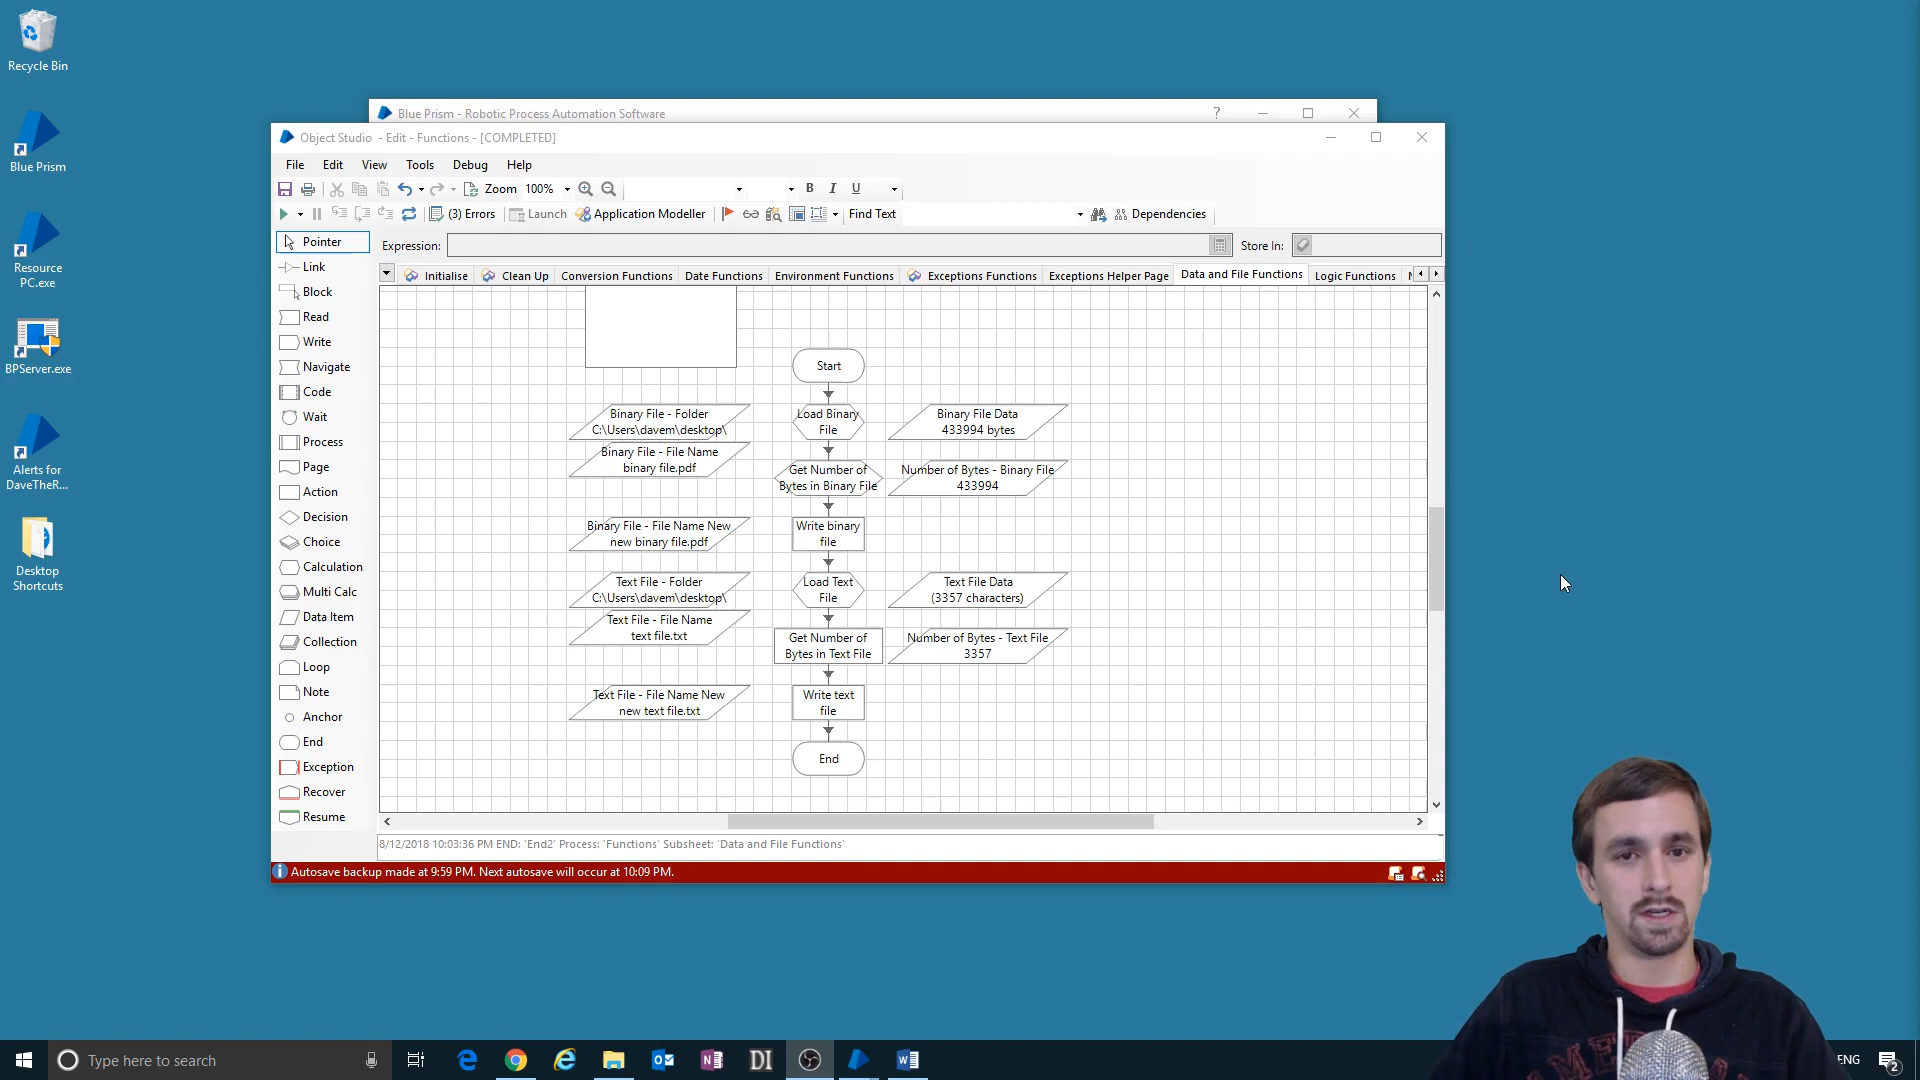 Recycle Bin
Blue Prism
Resource
PC.exe
BPServer.exe
Alerts for
DaveTheR...
Desktop
Shortcuts
Blue Prism - Robotic Process Automation Software
?
Object Studio - Edit - Functions - [COMPLETED]
File Edit View Tools Debug Help
Zoom 100% B I U
(3) Errors Launch Application Modeller Find Text Dependencies
Expression: Store In:
Initialise Clean Up Conversion Functions Date Functions Environment Functions Exceptions Functions Exceptions Helper Page Data and File Functions Logic Functions
Pointer
Link
Block
Read
Write
Navigate
Code
Wait
Process
Page
Action
Decision
Choice
Calculation
Multi Calc
Data Item
Collection
Loop
Note
Anchor
End
Exception
Recover
Resume
Start
Binary File - Folder
C:\Users\davem\desktop\
Load Binary
File
Binary File Data
433994 bytes
Binary File - File Name
binary file.pdf
Get Number of
Bytes in Binary File
Number of Bytes - Binary File
433994
Binary File - File Name New
new binary file.pdf
Write binary
file
Text File - Folder
C:\Users\davem\desktop\
Load Text
File
Text File Data
(3357 characters)
Text File - File Name
text file.txt
Get Number of
Bytes in Text File
Number of Bytes - Text File
3357
Text File - File Name New
new text file.txt
Write text
file
End
8/12/2018 10:03:36 PM END: 'End2' Process: 'Functions' Subsheet: 'Data and File Functions'
Autosave backup made at 9:59 PM. Next autosave will occur at 10:09 PM.
Type here to search
DI
ENG
2